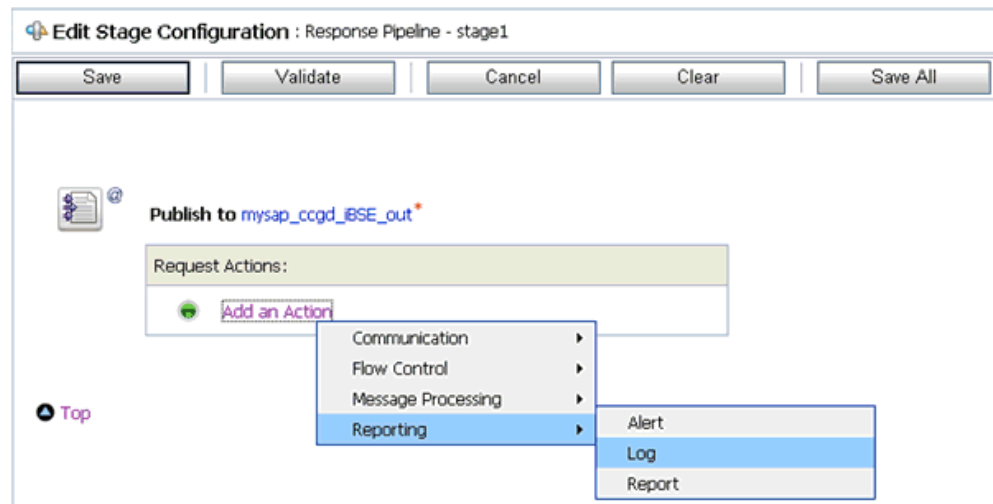 Edit Stage Configuration : Response Pipeline - stage1
Save Validate Cancel Clear Save All
@
Publish to mysap_ccgd_iBSE_out*
Request Actions:
Add an Action
Communication
Flow Control
Message Processing
Reporting
Top
Alert
Log
Report